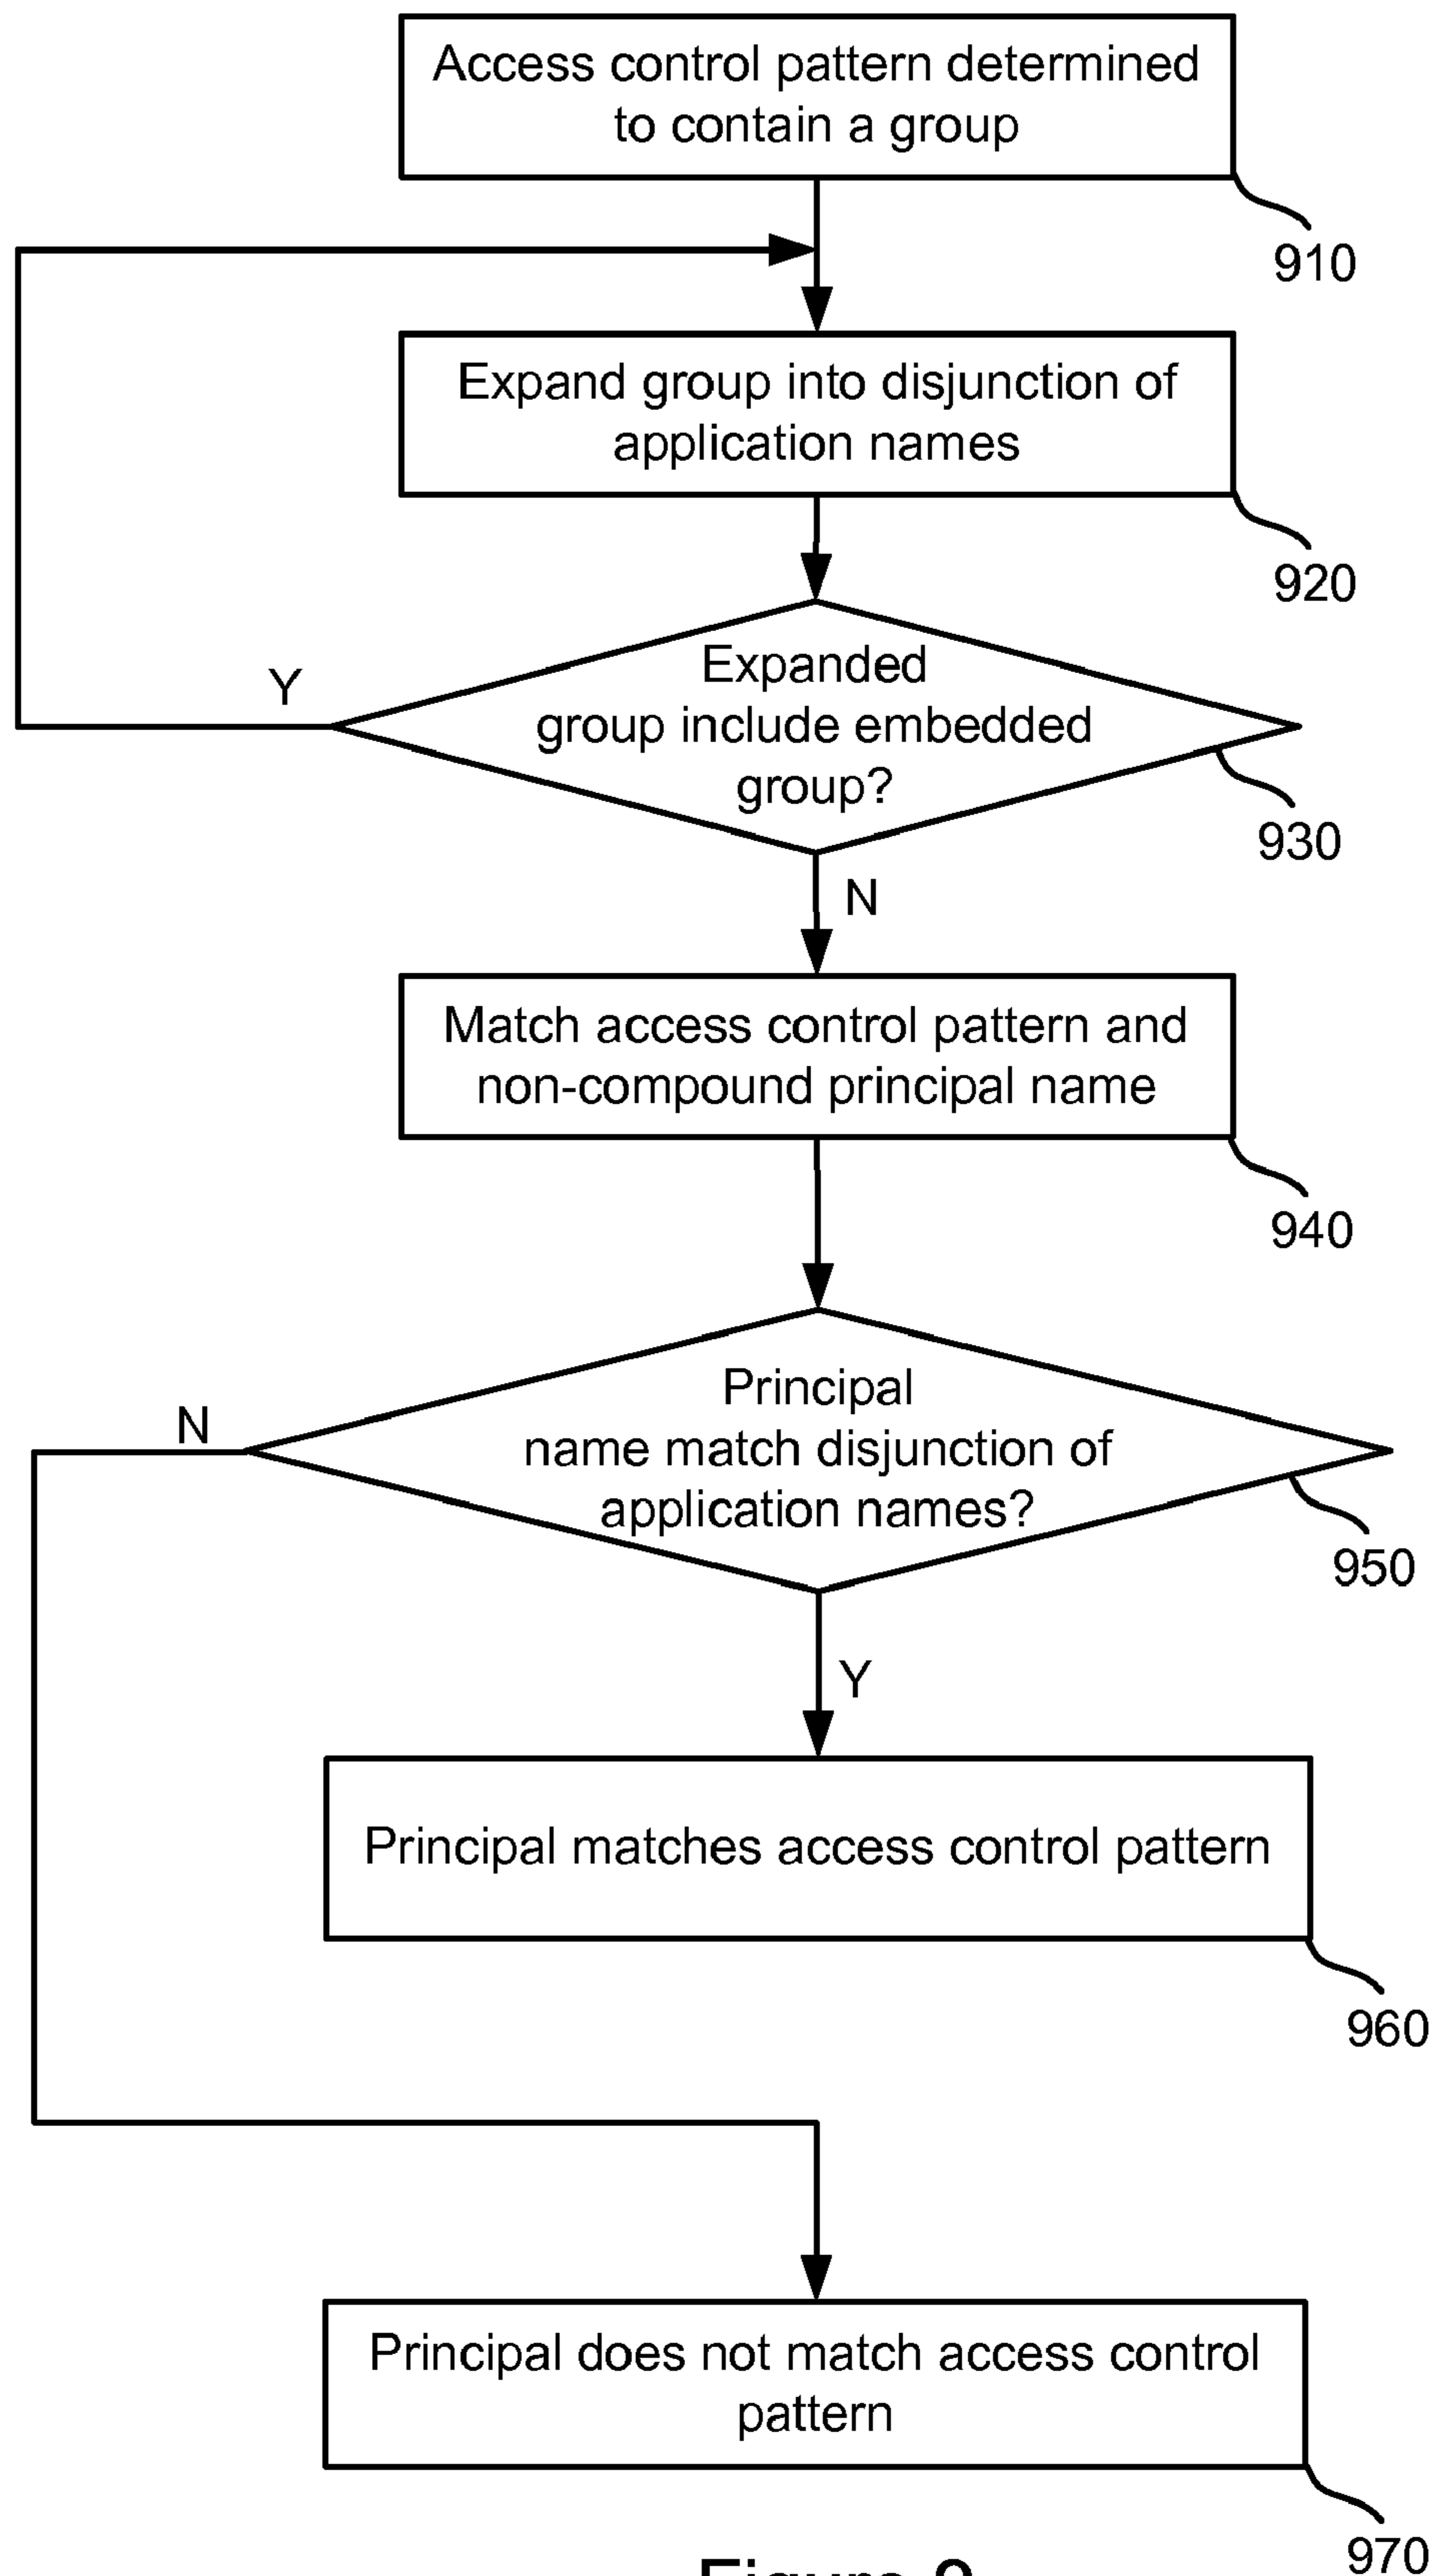 Access control pattern determined
to contain a group
910
Expand group into disjunction of
application names
920
Expanded
group include embedded
group?
Y
930
N
Match access control pattern and
non-compound principal name
940
Principal
name match disjunction of
application names?
N
950
Y
Principal matches access control pattern
960
Principal does not match access control
pattern
970